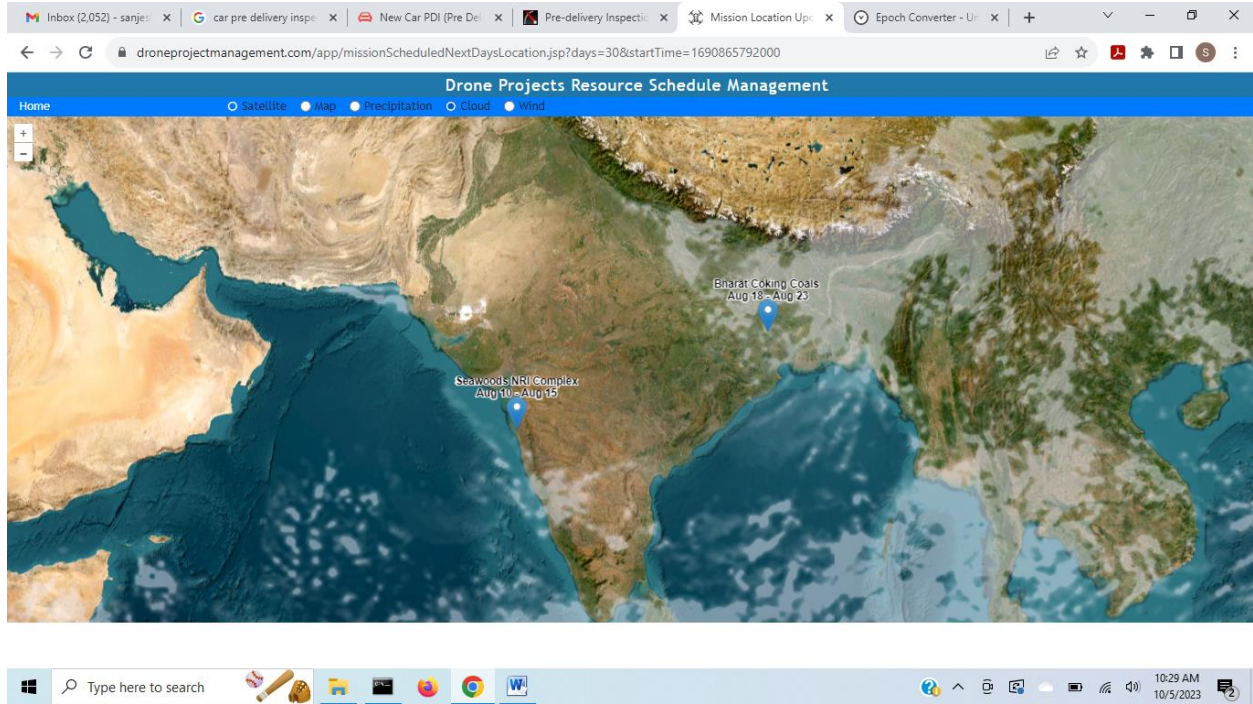 Inbox (2,052) - sanjes
car pre delivery inspe
New Car PDI (Pre Del
Pre-delivery Inspectio
Mission Location Upc
Epoch Converter - Un
droneprojectmanagement.com/app/missionScheduledNextDaysLocation.jsp?days=30&startTime=1690865792000
S
Drone Projects Resource Schedule Management
Home Satellite Map Precipitation Cloud Wind
+
−
Bharat Coking Coals
Aug 18 - Aug 23
Seawoods NRI Complex
Aug 10 - Aug 15
Type here to search
10:29 AM
10/5/2023
2